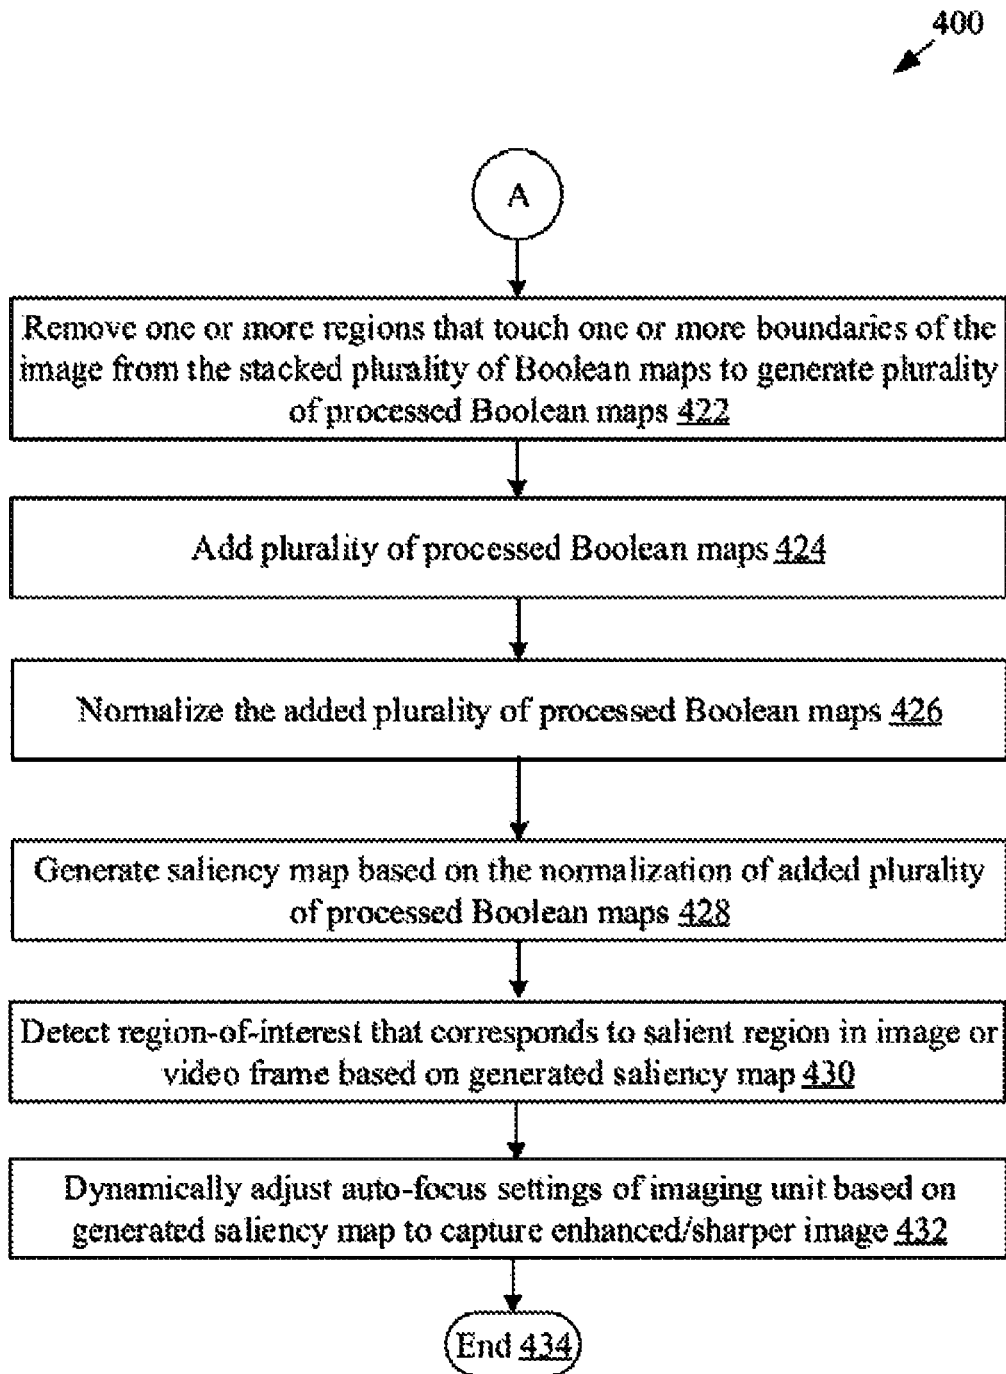 400
A
Remove one or more regions that touch one or more boundaries of the
image from the stacked plurality of Boolean maps to generate plurality
of processed Boolean maps 422
Add plurality of processed Boolean maps 424
Normalize the added plurality of processed Boolean maps 426
Generate saliency map based on the normalization of added plurality
of processed Boolean maps 428
Detect region-of-interest that corresponds to salient region in image or
video frame based on generated saliency map 430
Dynamically adjust auto-focus settings of imaging unit based on
generated saliency map to capture enhanced/sharper image 432
End 434